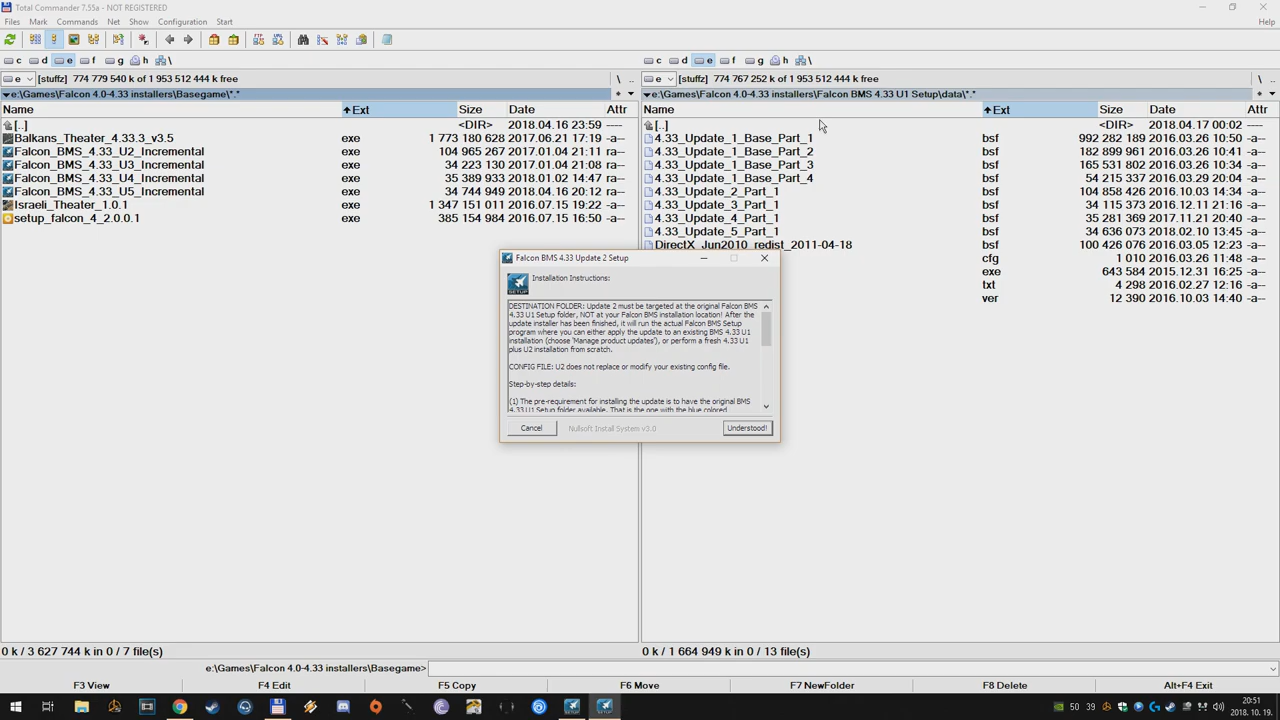 Total Commander 7.55a - NOT REGISTERED
Files Mark Commands Net Show Configuration Start Help
c d e f g h \ c d e f g h \
e [stuffz] 774 779 540 k of 1 953 512 444 k free \ .. e [stuffz] 774 767 252 k of 1 953 512 444 k free \ ..
e:\Games\Falcon 4.0-4.33 installers\Basegame\*.* * e:\Games\Falcon 4.0-4.33 installers\Falcon BMS 4.33 U1 Setup\data\*.* *
Name Ext Size Date Attr Name Ext Size Date Attr
[..] <DIR> 2018.04.16 23:59 ---- [..] <DIR> 2018.04.17 00:02 ----
Balkans_Theater_4.33.3_v3.5 exe 1 773 180 628 2017.06.21 17:19 -a-- 4.33_Update_1_Base_Part_1 bsf 992 282 189 2016.03.26 10:50 -a--
Falcon_BMS_4.33_U2_Incremental exe 104 965 267 2017.01.04 21:11 ra-- 4.33_Update_1_Base_Part_2 bsf 182 899 961 2016.03.26 10:41 -a--
Falcon_BMS_4.33_U3_Incremental exe 34 223 130 2017.01.04 21:08 ra-- 4.33_Update_1_Base_Part_3 bsf 165 531 802 2016.03.26 10:34 -a--
Falcon_BMS_4.33_U4_Incremental exe 35 389 933 2018.01.02 14:47 ra-- 4.33_Update_1_Base_Part_4 bsf 54 215 337 2016.03.29 20:04 -a--
Falcon_BMS_4.33_U5_Incremental exe 34 744 949 2018.04.16 20:12 ra-- 4.33_Update_2_Part_1 bsf 104 858 426 2016.10.03 14:34 -a--
Israeli_Theater_1.0.1 exe 1 347 151 011 2016.07.15 19:22 -a-- 4.33_Update_3_Part_1 bsf 34 115 373 2016.12.11 21:16 -a--
setup_falcon_4_2.0.0.1 exe 385 154 984 2016.07.15 16:50 -a-- 4.33_Update_4_Part_1 bsf 35 281 369 2017.11.21 20:40 -a--
4.33_Update_5_Part_1 bsf 34 636 073 2018.02.10 13:45 -a--
DirectX_Jun2010_redist_2011-04-18 bsf 100 426 076 2016.03.05 12:23 -a--
cfg 1 010 2016.03.26 11:48 -a--
exe 643 584 2015.12.31 16:25 -a--
txt 4 298 2016.02.27 12:16 -a--
ver 12 390 2016.10.03 14:40 -a--
Falcon BMS 4.33 Update 2 Setup
Installation Instructions:
DESTINATION FOLDER: Update 2 must be targeted at the original Falcon BMS
4.33 U1 Setup folder, NOT at your Falcon BMS installation location! After the
update installer has been finished, it will run the actual Falcon BMS Setup
program where you can either apply the update to an existing BMS 4.33 U1
installation (choose 'Manage product updates'), or perform a fresh 4.33 U1
plus U2 installation from scratch.
CONFIG FILE: U2 does not replace or modify your existing config file.
Step-by-step details:
(1) The pre-requirement for installing the update is to have the original BMS
4.33 U1 Setup folder available. That is the one with the blue colored
Cancel Nullsoft Install System v3.0 Understood!
0 k / 3 627 744 k in 0 / 7 file(s) 0 k / 1 664 949 k in 0 / 13 file(s)
e:\Games\Falcon 4.0-4.33 installers\Basegame>
F3 View F4 Edit F5 Copy F6 Move F7 NewFolder F8 Delete Alt+F4 Exit
50 39 20:51
2018. 10. 19.